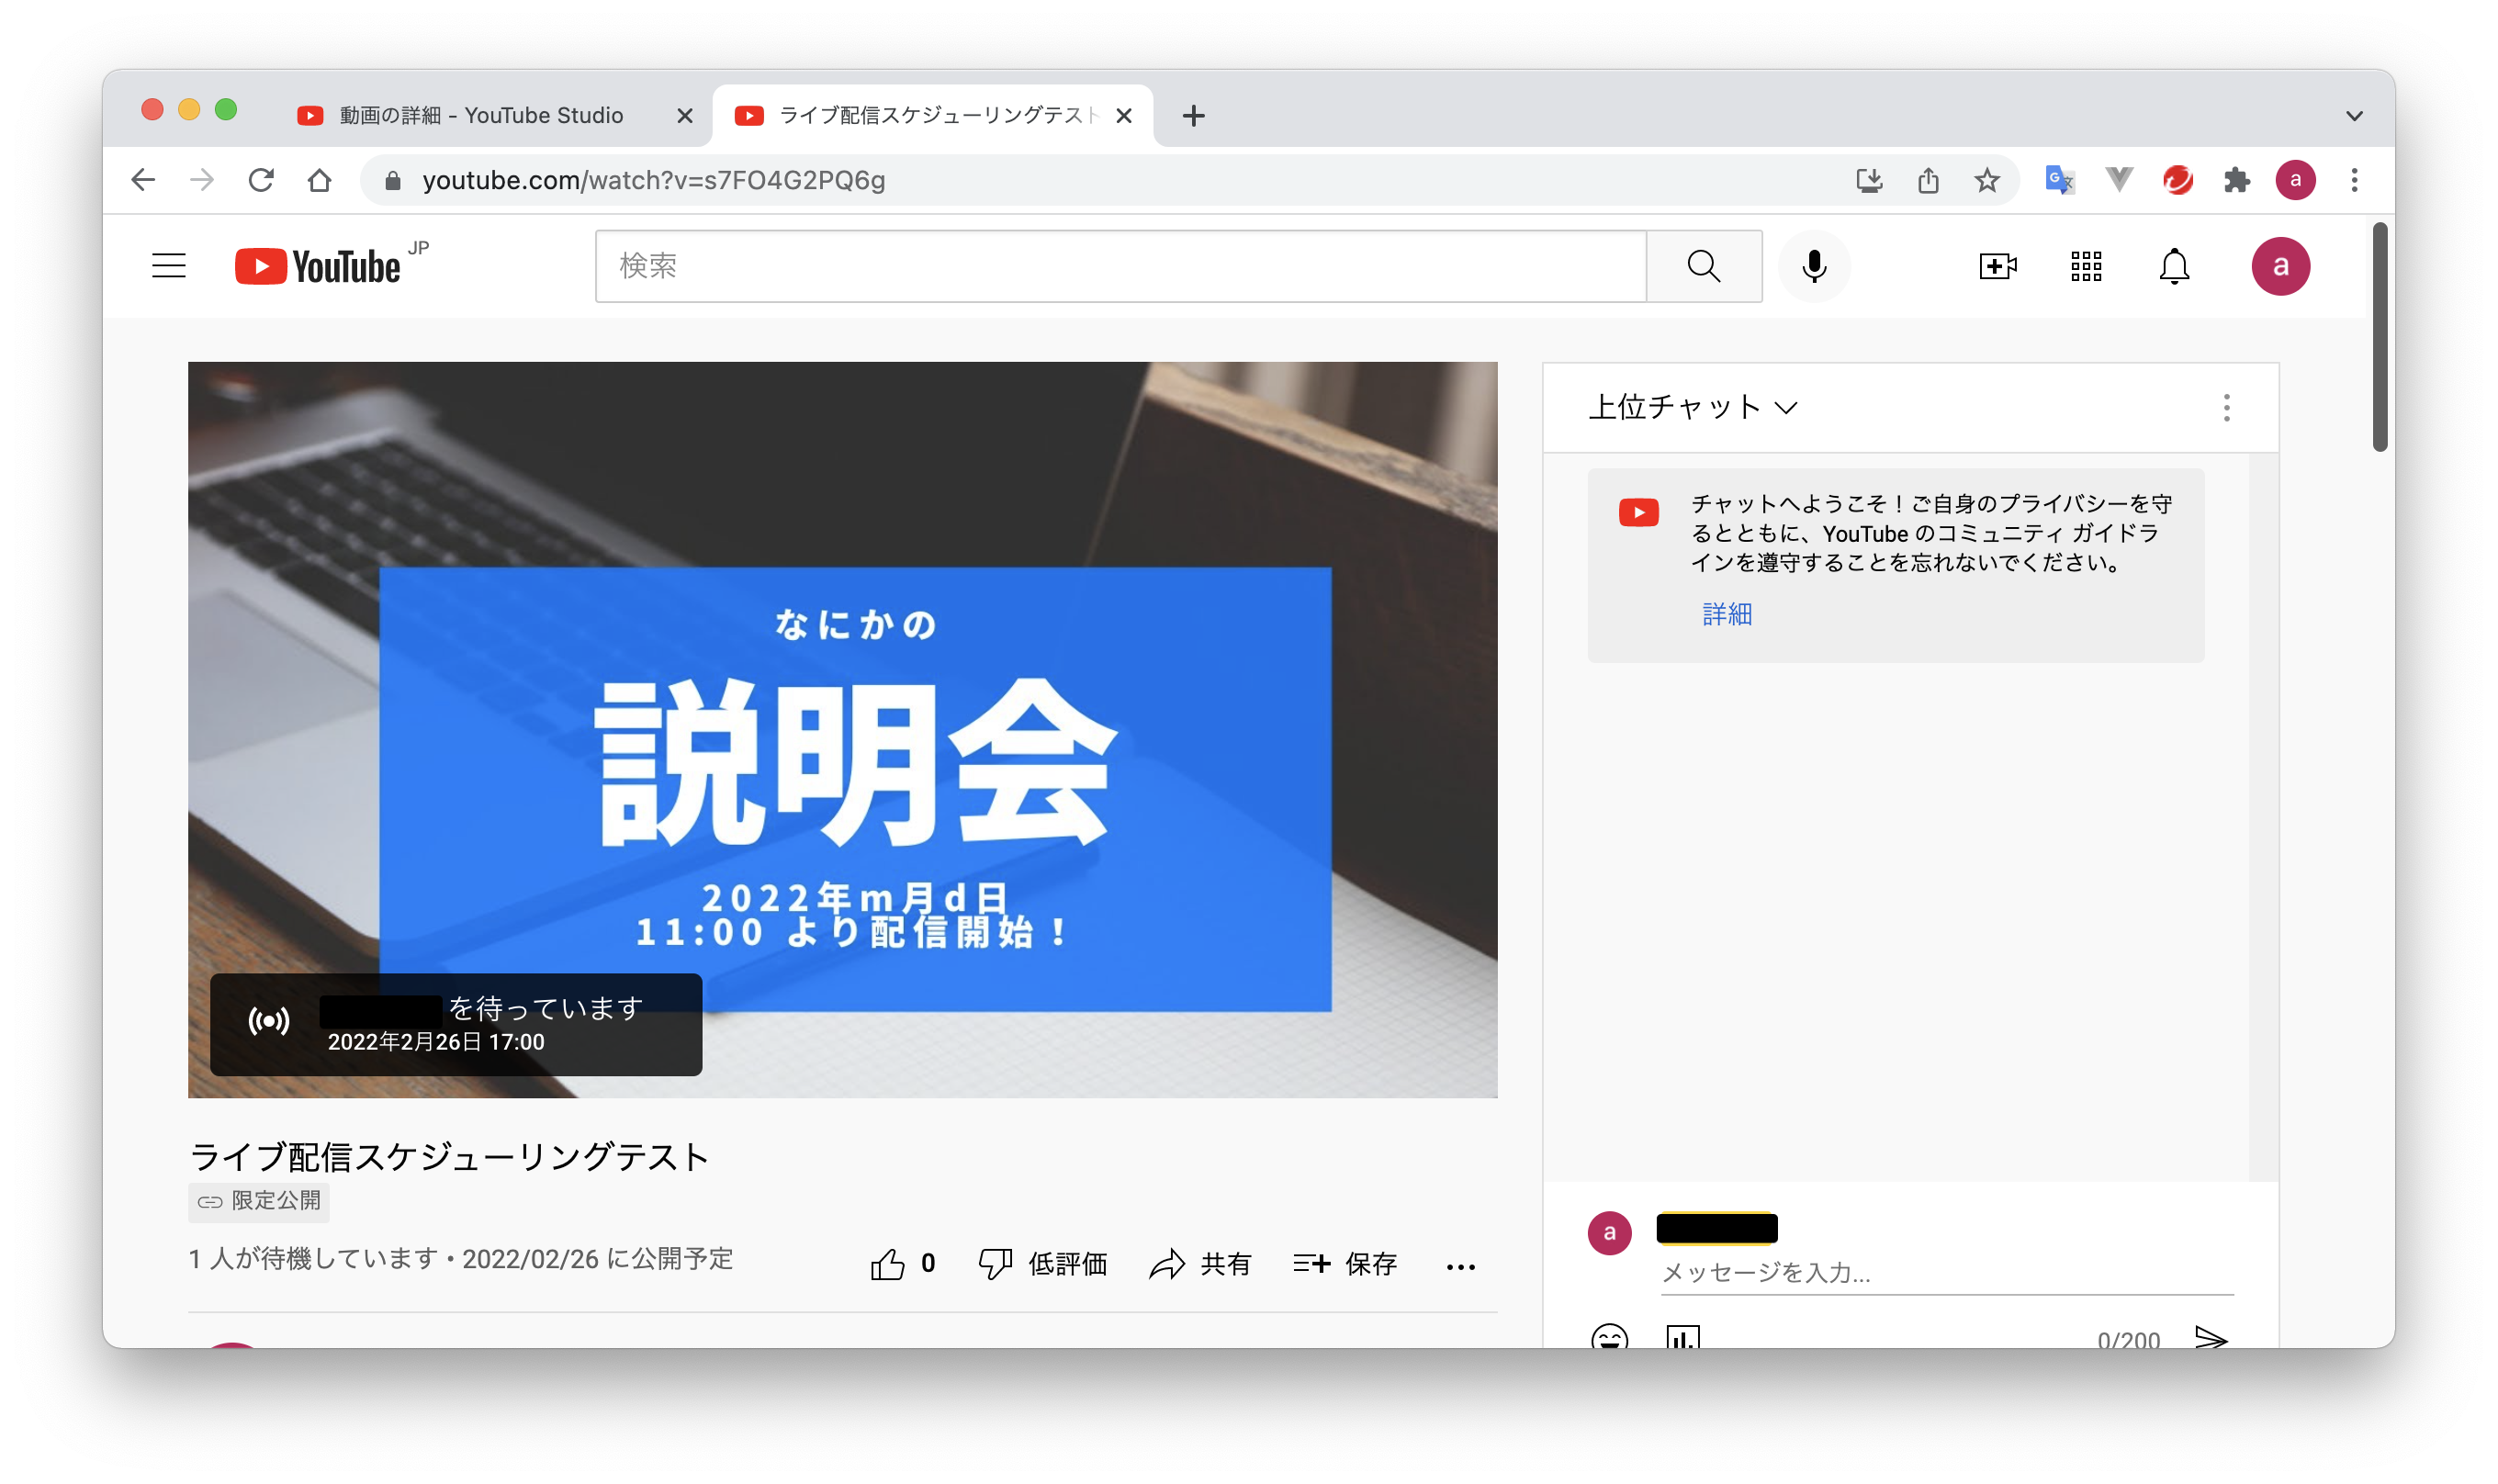 動画の詳細 - YouTube Studio
ライブ配信スケジューリングテスト
youtube.com/watch?v=s7FO4G2PQ6g
a
YouTube JP
検索
a
なにかの
説明会
2022年m月d日
11:00 より配信開始！
を待っています
2022年2月26日 17:00
ライブ配信スケジューリングテスト
限定公開
1 人が待機しています・2022/02/26 に公開予定
0
低評価
共有
保存
上位チャット
チャットへようこそ！ご自身のプライバシーを守
るとともに、YouTube のコミュニティ ガイドラ
インを遵守することを忘れないでください。
詳細
a
メッセージを入力...
0/200